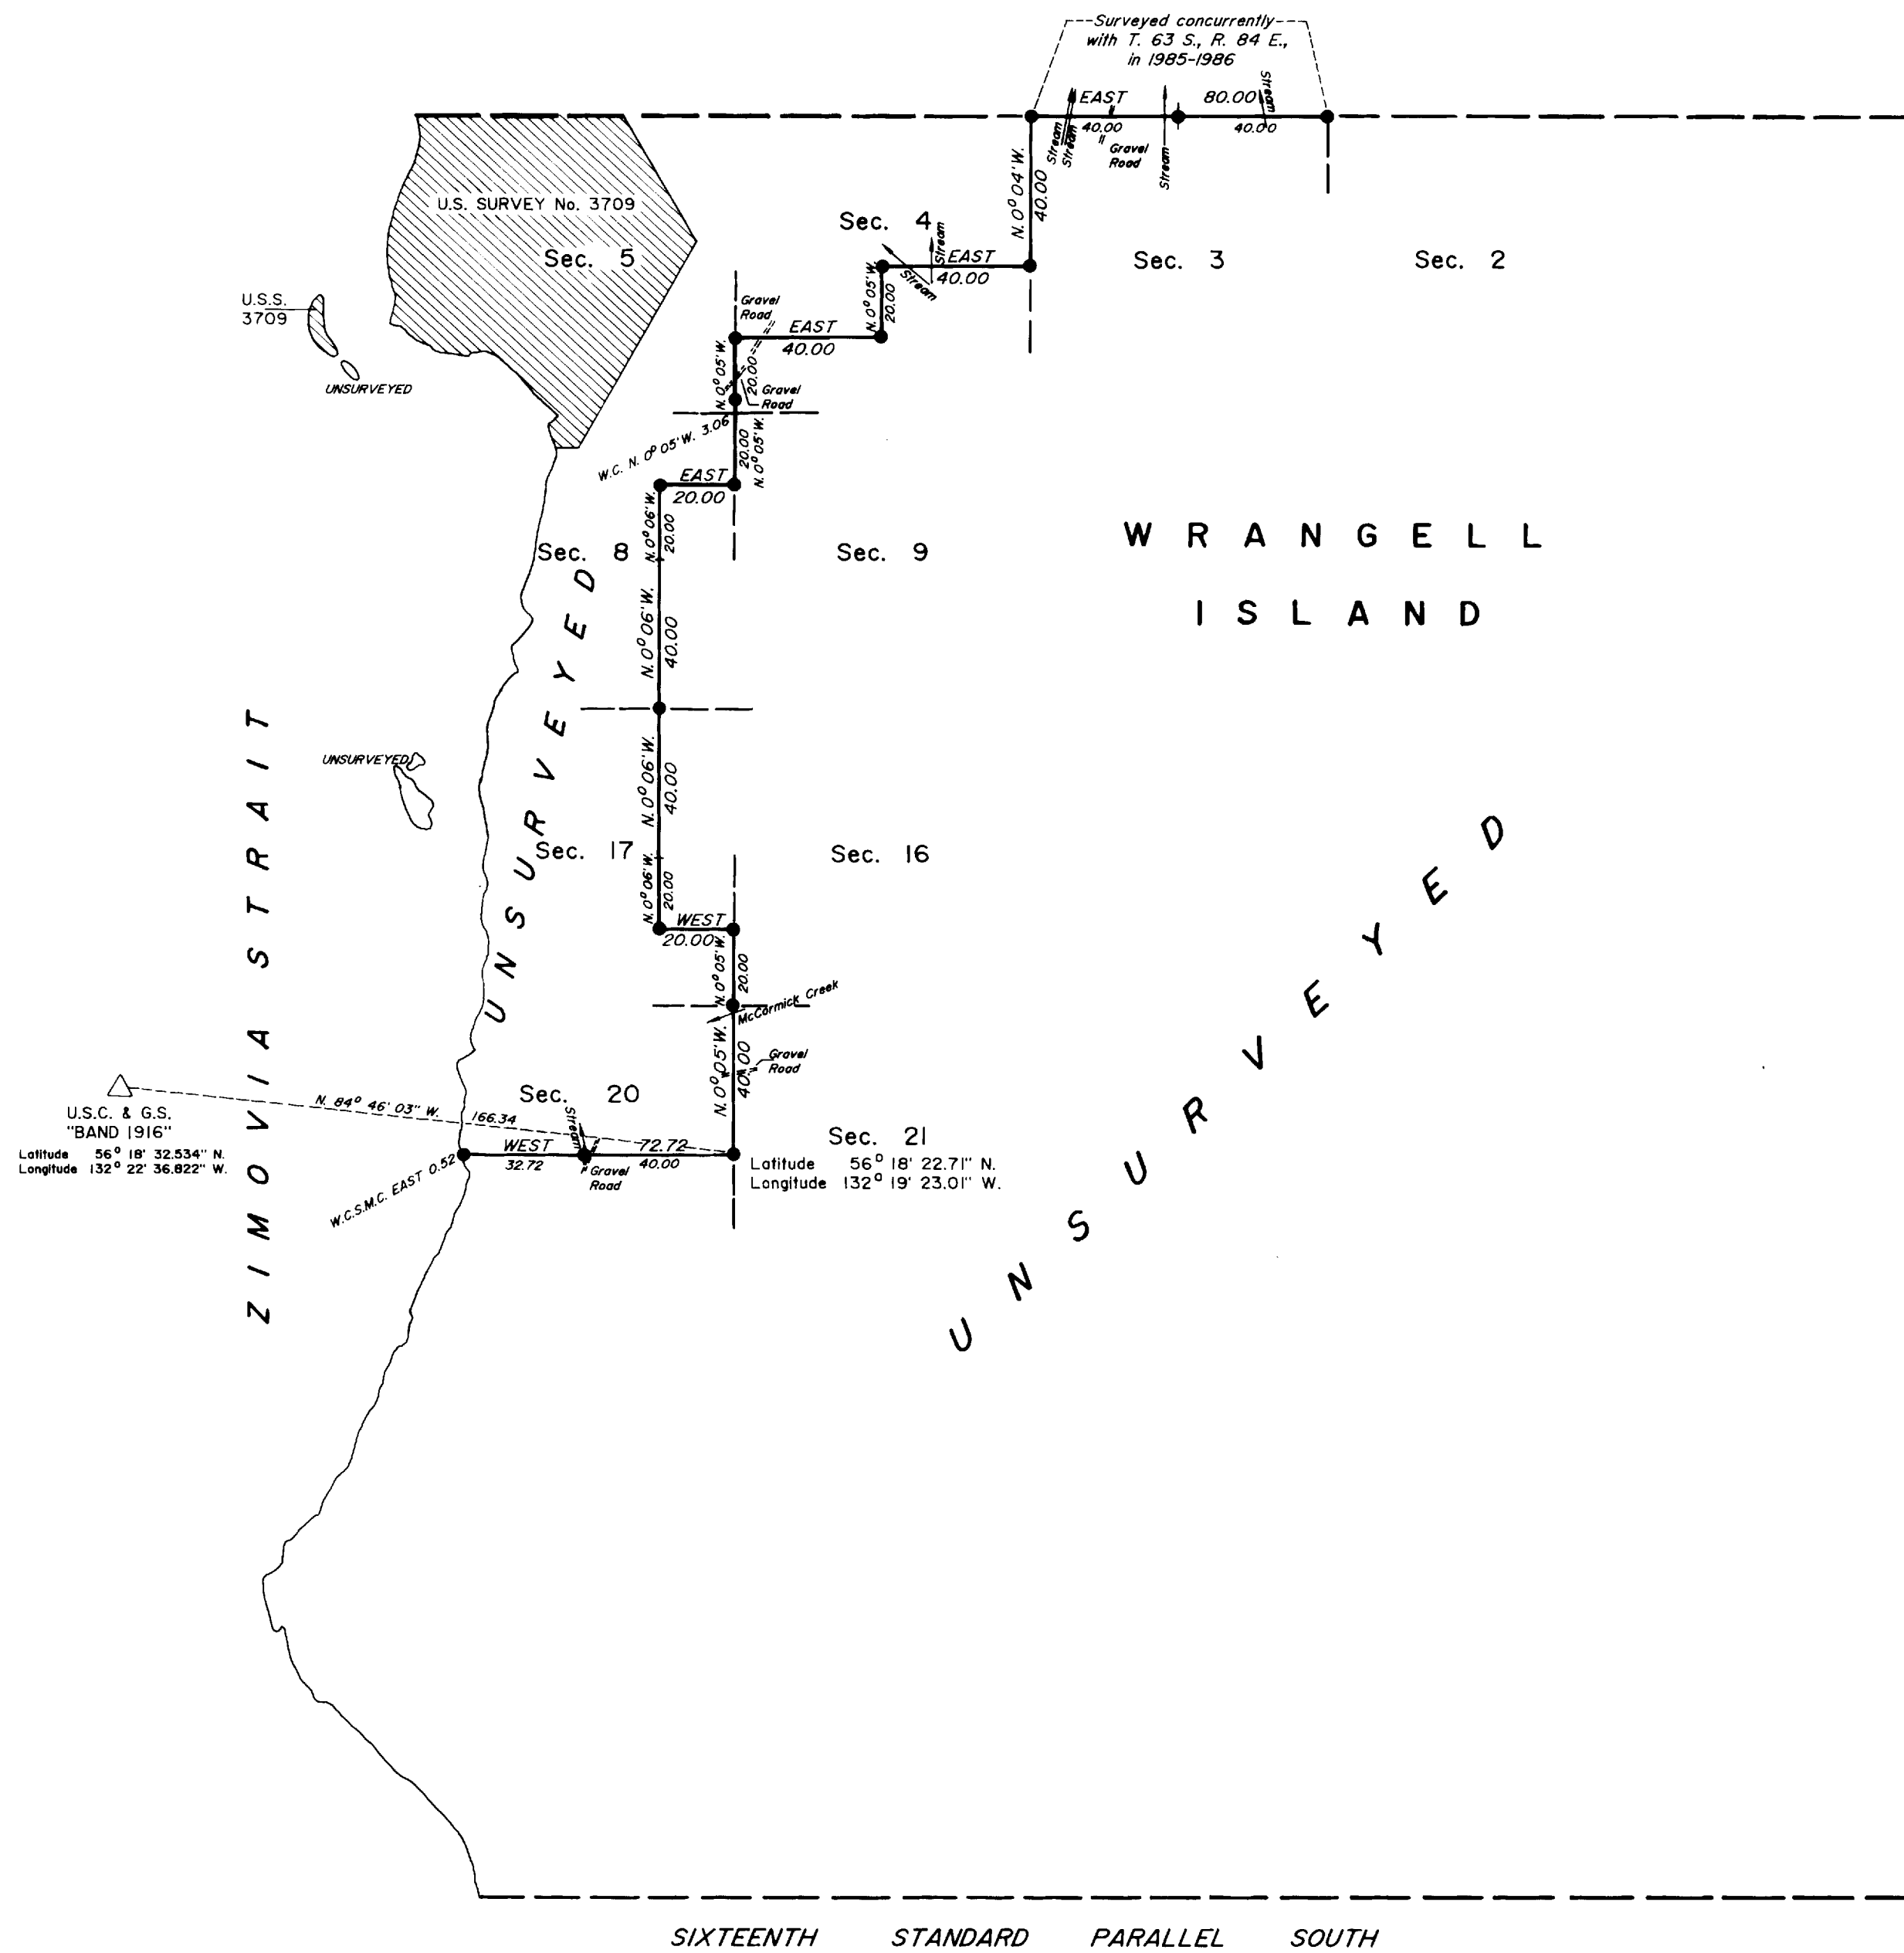 Surveyed concurrently
with T. 63 S., R. 84 E.,
in 1985-1986
EAST
80.00
Stream
40.00
40.00
Stream
Stream
Gravel
Road
Stream
N. 0° 04' W.
40.00
U.S. SURVEY No. 3709
Sec. 5
Sec. 4
Sec. 3
Sec. 2
Stream
EAST
40.00
Stream
N. 0° 05' W.
20.00
U.S.S.
3709
UNSURVEYED
Gravel
Road
EAST
40.00
N. 0° 05' W.
20.00
Gravel
Road
W.C. N. 0° 05' W. 3.06
20.00
N. 0° 05' W.
EAST
20.00
N. 0° 06' W.
20.00
Sec. 8
Sec. 9
WRANGELL
ISLAND
N. 0° 06' W.
40.00
UNSURVEYED
ZIMOVIA STRAIT
UNSURVEYED
N. 0° 06' W.
40.00
Sec. 17
Sec. 16
N. 0° 06' W.
20.00
WEST
20.00
N. 0° 05' W.
20.00
McCormick Creek
N. 0° 05' W.
40.00
Gravel
Road
UNSURVEYED
U.S.C. & G.S.
"BAND 1916"
Latitude 56° 18' 32.534" N.
Longitude 132° 22' 36.822" W.
N. 84° 46' 03" W.
166.34
Sec. 20
Stream
WEST
72.72
32.72
40.00
Gravel
Road
W.C.S.M.C. EAST 0.52
Sec. 21
Latitude 56° 18' 22.71" N.
Longitude 132° 19' 23.01" W.
SIXTEENTH STANDARD PARALLEL SOUTH